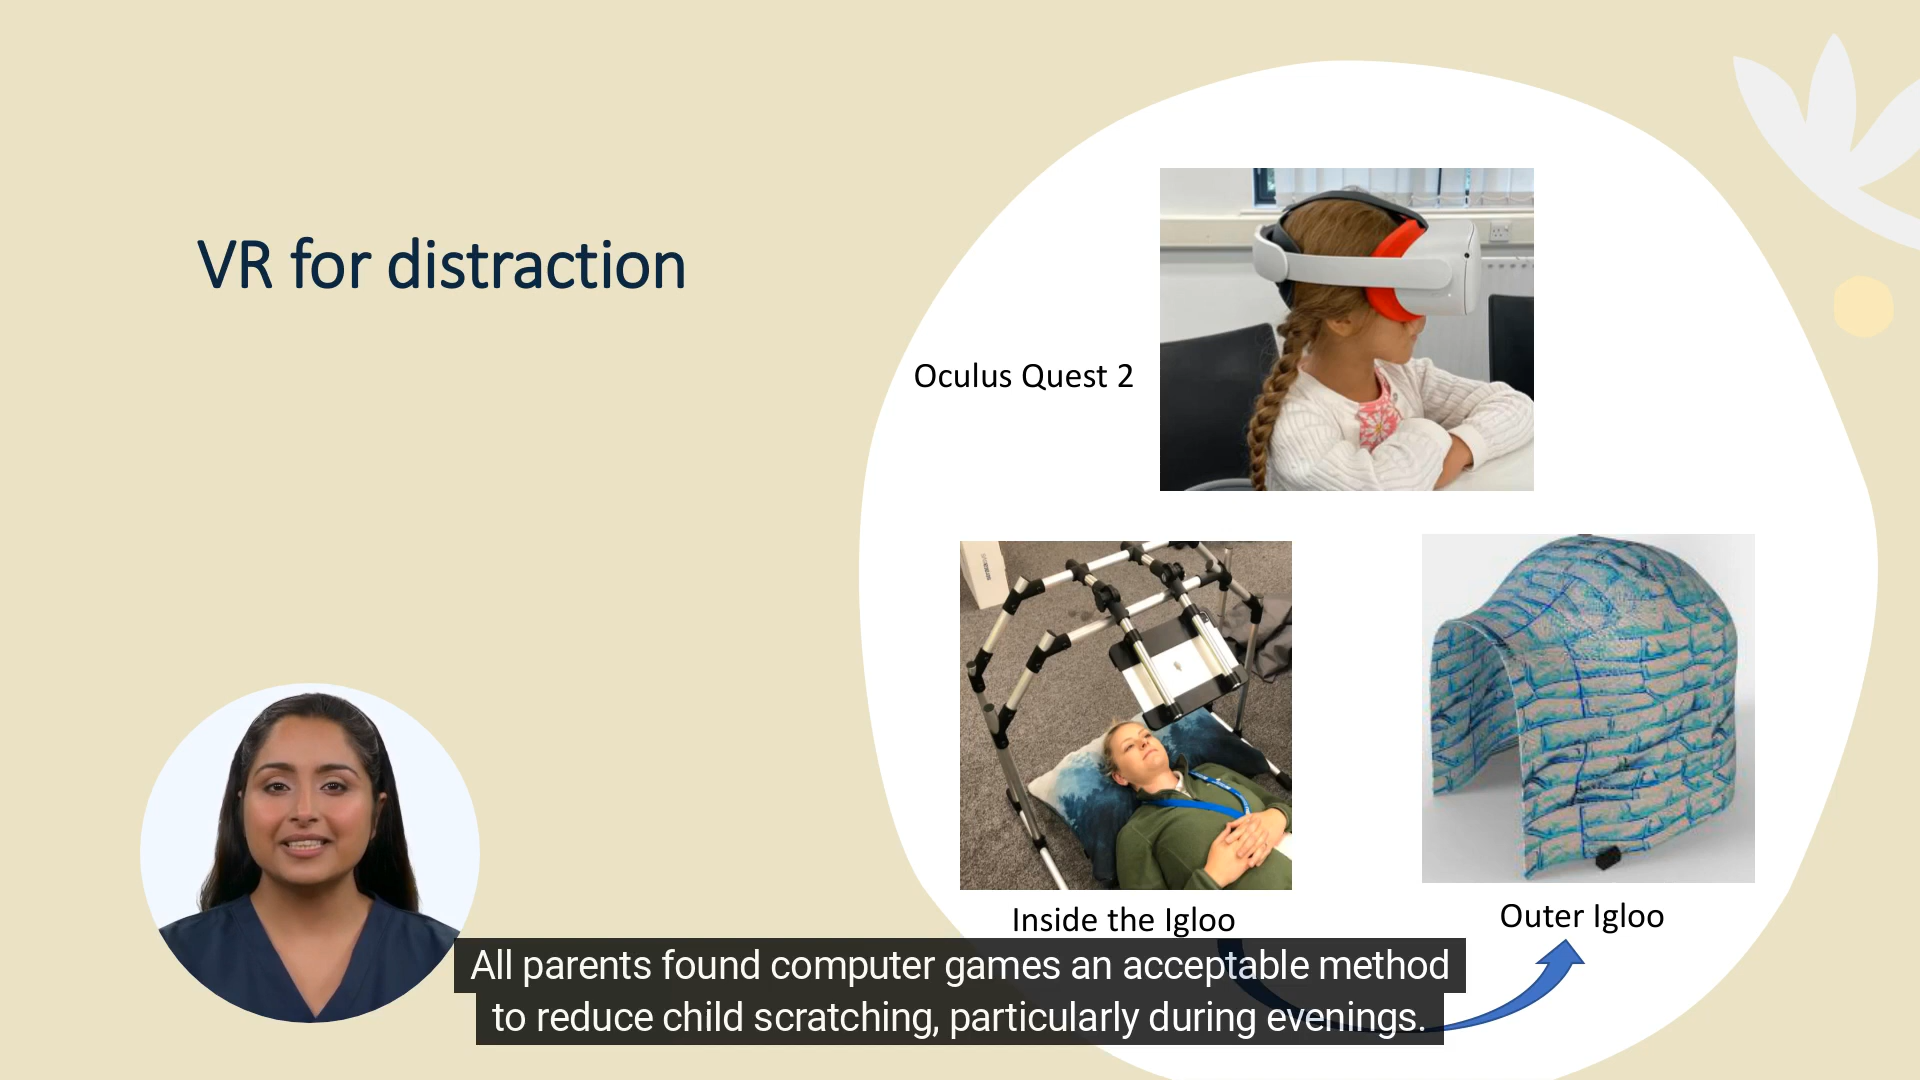 VR for distraction
Oculus Quest 2
Inside the Igloo
Outer Igloo
All parents found computer games an acceptable method
to reduce child scratching, particularly during evenings.